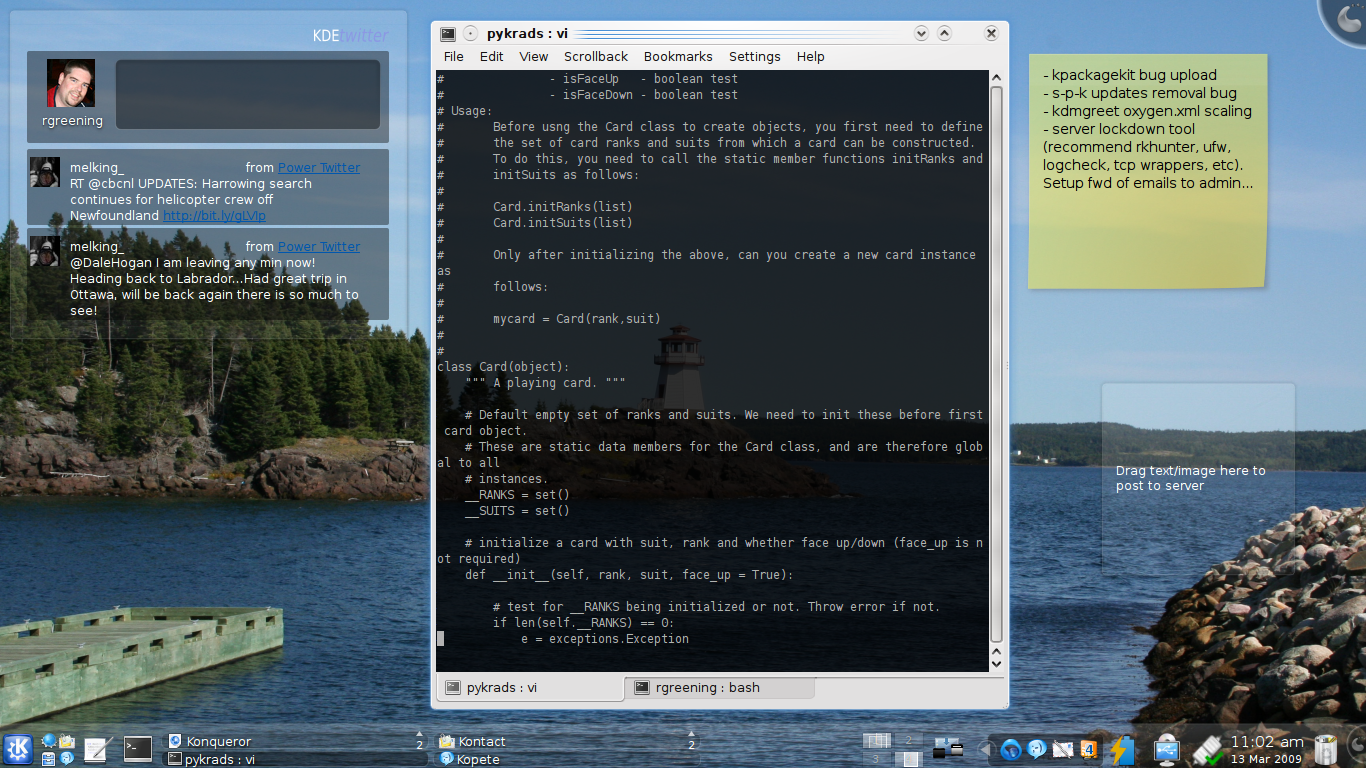 KDEtwitter
rgreening
melking_ from Power Twitter
RT @cbcnl UPDATES: Harrowing search
continues for helicopter crew off
Newfoundland http://bit.ly/gLVIp
melking_ from Power Twitter
@DaleHogan I am leaving any min now!
Heading back to Labrador...Had great trip in
Ottawa, will be back again there is so much to
see!
pykrads : vi
File Edit View Scrollback Bookmarks Settings Help
# - isFaceUp - boolean test
# - isFaceDown - boolean test
# Usage:
# Before usng the Card class to create objects, you first need to define
# the set of card ranks and suits from which a card can be constructed.
# To do this, you need to call the static member functions initRanks and
# initSuits as follows:
#
# Card.initRanks(list)
# Card.initSuits(list)
#
# Only after initializing the above, can you create a new card instance
as
# follows:
#
# mycard = Card(rank,suit)
#
#
class Card(object):
""" A playing card. """
# Default empty set of ranks and suits. We need to init these before first
card object.
# These are static data members for the Card class, and are therefore glob
al to all
# instances.
__RANKS = set()
__SUITS = set()
# initialize a card with suit, rank and whether face up/down (face_up is n
ot required)
def __init__(self, rank, suit, face_up = True):
# test for __RANKS being initialized or not. Throw error if not.
if len(self.__RANKS) == 0:
e = exceptions.Exception
pykrads : vi
rgreening : bash
- kpackagekit bug upload
- s-p-k updates removal bug
- kdmgreet oxygen.xml scaling
- server lockdown tool
(recommend rkhunter, ufw,
logcheck, tcp wrappers, etc).
Setup fwd of emails to admin...
Drag text/image here to
post to server
Konqueror
pykrads : vi
2
Kontact
Kopete
2
2
3
4
11:02 am
13 Mar 2009